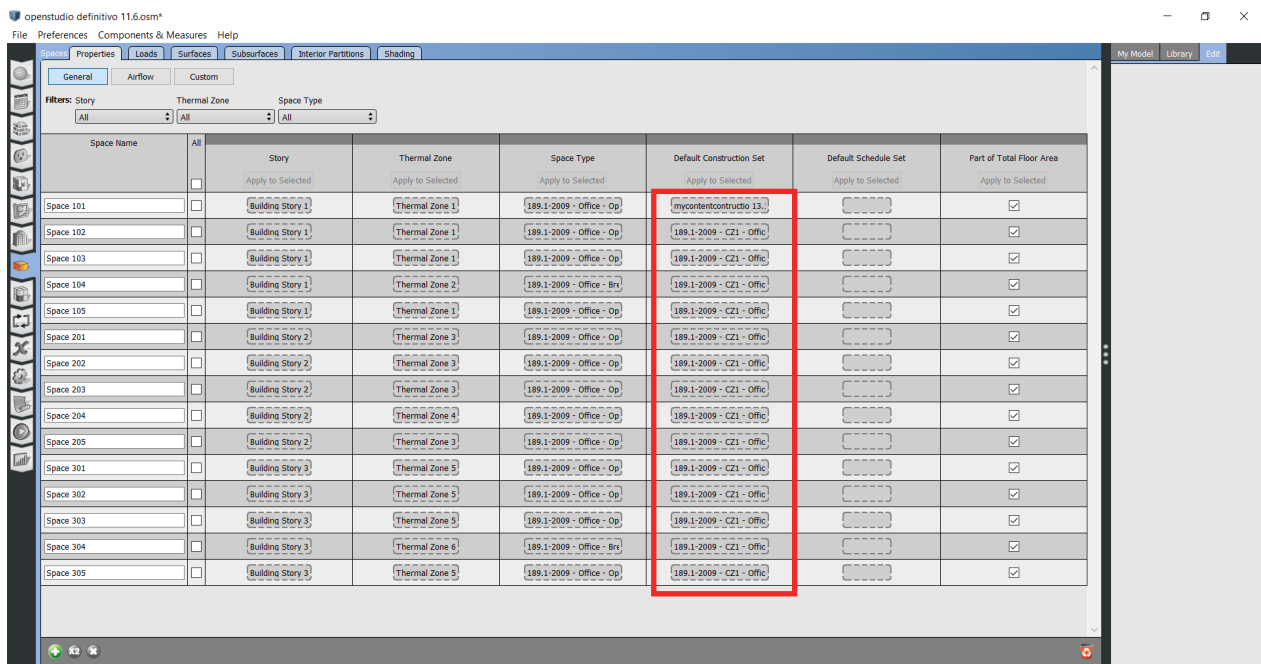 openstudio definitivo 11.6.osm*
File Preferences Components & Measures Help
Spaces Properties Loads Surfaces Subsurfaces Interior Partitions Shading My Model Library Edit
General Airflow Custom
Filters: Story Thermal Zone Space Type
All All All
Space Name All Story Thermal Zone Space Type Default Construction Set Default Schedule Set Part of Total Floor Area
Apply to Selected Apply to Selected Apply to Selected Apply to Selected Apply to Selected Apply to Selected
Space 101 Building Story 1 Thermal Zone 1 189.1-2009 - Office - Op mycontentcontructio 13.
Space 102 Building Story 1 Thermal Zone 1 189.1-2009 - Office - Op 189.1-2009 - CZ1 - Offic
Space 103 Building Story 1 Thermal Zone 1 189.1-2009 - Office - Op 189.1-2009 - CZ1 - Offic
Space 104 Building Story 1 Thermal Zone 2 189.1-2009 - Office - Bre 189.1-2009 - CZ1 - Offic
Space 105 Building Story 1 Thermal Zone 1 189.1-2009 - Office - Op 189.1-2009 - CZ1 - Offic
Space 201 Building Story 2 Thermal Zone 3 189.1-2009 - Office - Op 189.1-2009 - CZ1 - Offic
Space 202 Building Story 2 Thermal Zone 3 189.1-2009 - Office - Op 189.1-2009 - CZ1 - Offic
Space 203 Building Story 2 Thermal Zone 3 189.1-2009 - Office - Op 189.1-2009 - CZ1 - Offic
Space 204 Building Story 2 Thermal Zone 4 189.1-2009 - Office - Op 189.1-2009 - CZ1 - Offic
Space 205 Building Story 2 Thermal Zone 3 189.1-2009 - Office - Op 189.1-2009 - CZ1 - Offic
Space 301 Building Story 3 Thermal Zone 5 189.1-2009 - Office - Op 189.1-2009 - CZ1 - Offic
Space 302 Building Story 3 Thermal Zone 5 189.1-2009 - Office - Op 189.1-2009 - CZ1 - Offic
Space 303 Building Story 3 Thermal Zone 5 189.1-2009 - Office - Op 189.1-2009 - CZ1 - Offic
Space 304 Building Story 3 Thermal Zone 6 189.1-2009 - Office - Bre 189.1-2009 - CZ1 - Offic
Space 305 Building Story 3 Thermal Zone 5 189.1-2009 - Office - Op 189.1-2009 - CZ1 - Offic
x2